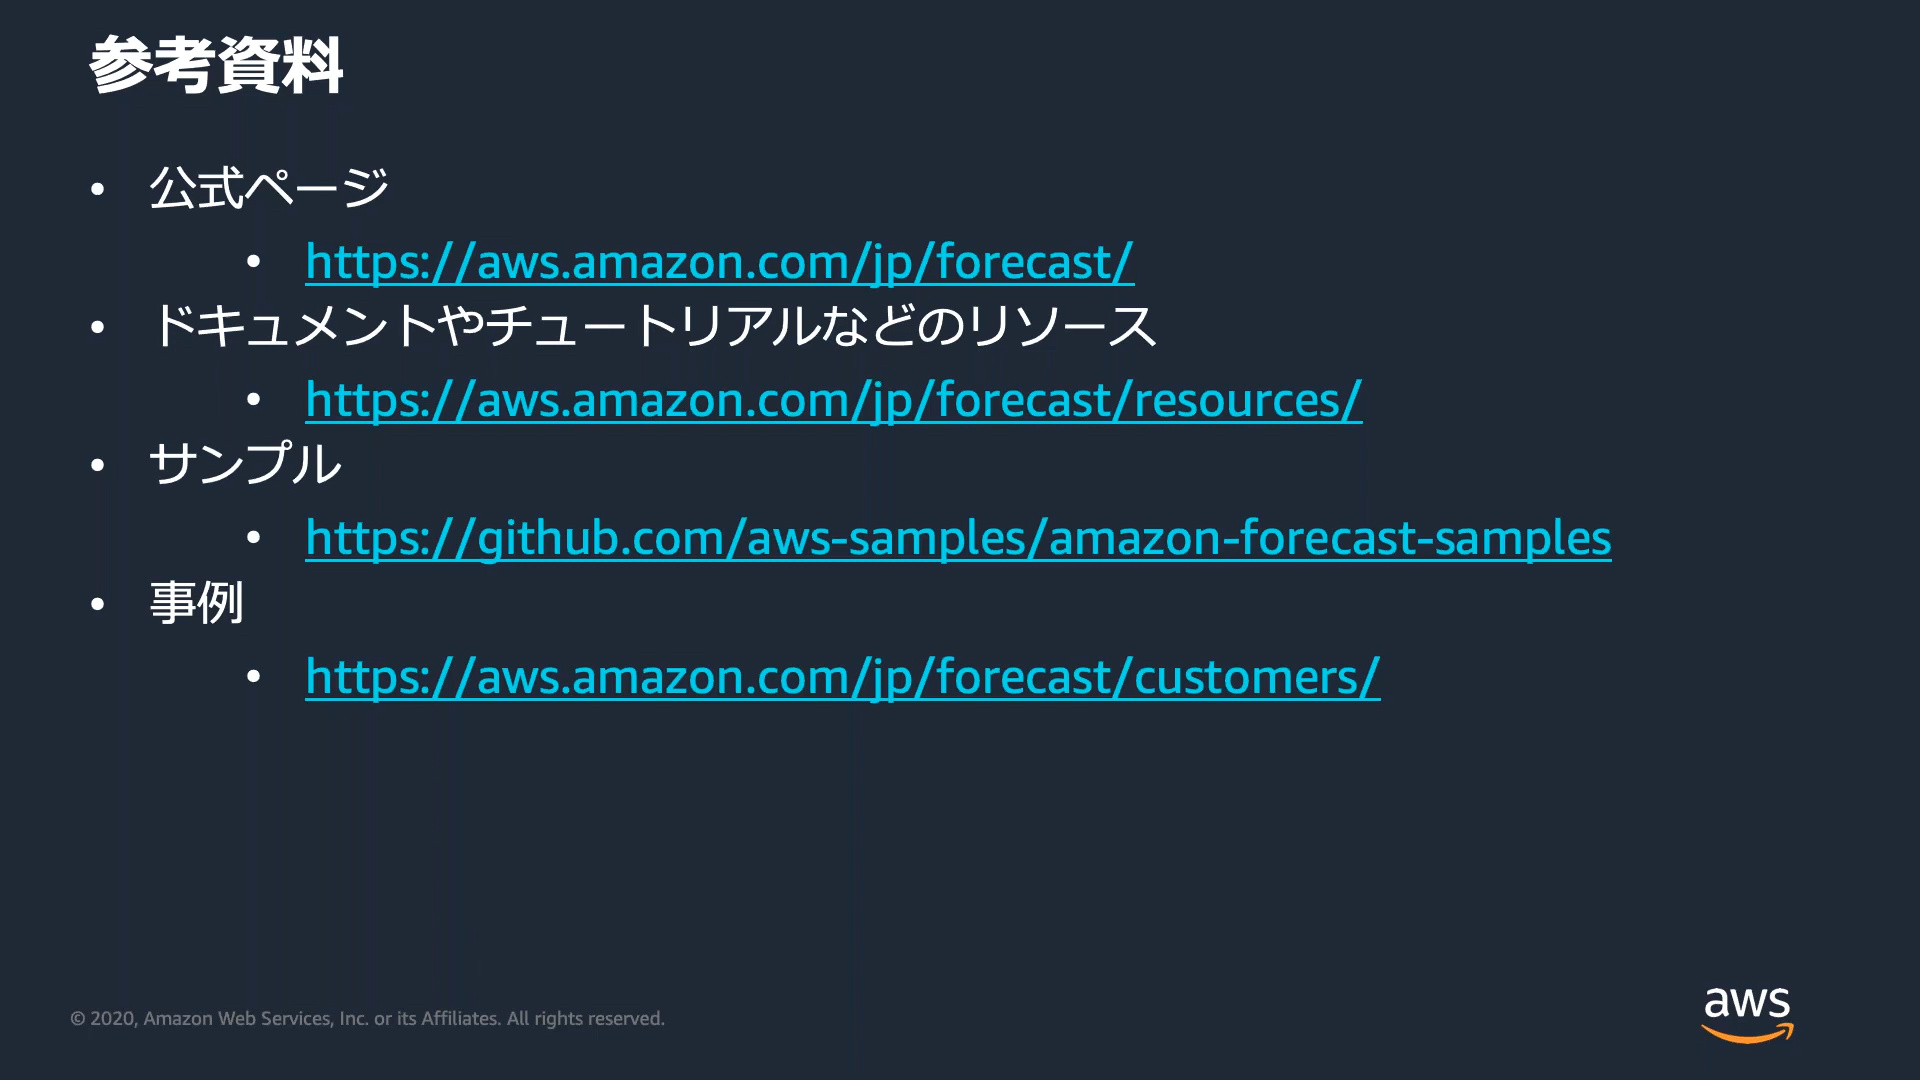 参考資料
• 公式ページ
• https://aws.amazon.com/jp/forecast/
• ドキュメントやチュートリアルなどのリソース
• https://aws.amazon.com/jp/forecast/resources/
• サンプル
• https://github.com/aws-samples/amazon-forecast-samples
• 事例
• https://aws.amazon.com/jp/forecast/customers/
© 2020, Amazon Web Services, Inc. or its Affiliates. All rights reserved.
aws